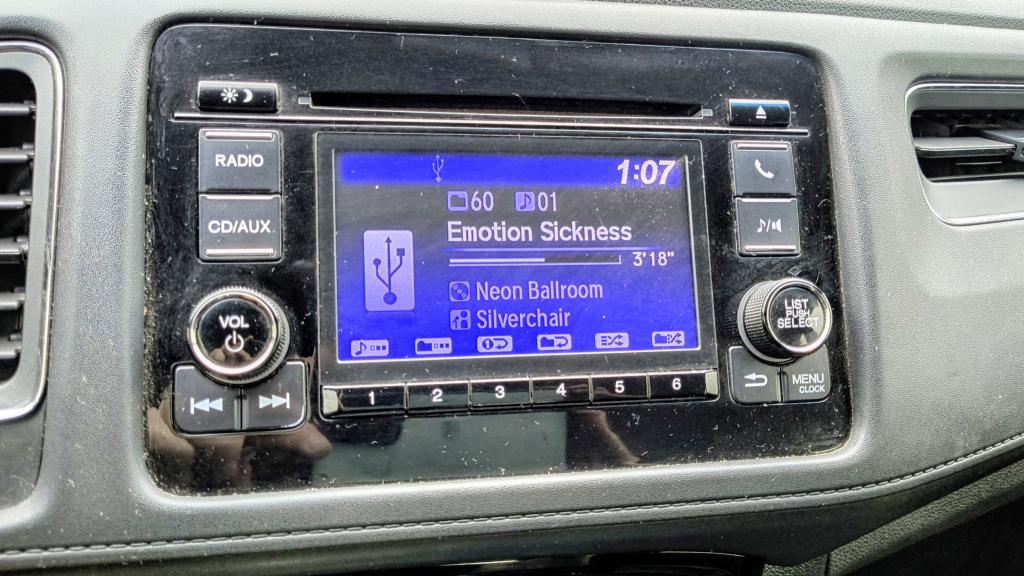 RADIO
CD/AUX
VOL
1:07
60 01
Emotion Sickness
3'18"
Neon Ballroom
Silverchair
1
1 2 3 4 5 6
LIST
PUSH
SELECT
MENU
CLOCK